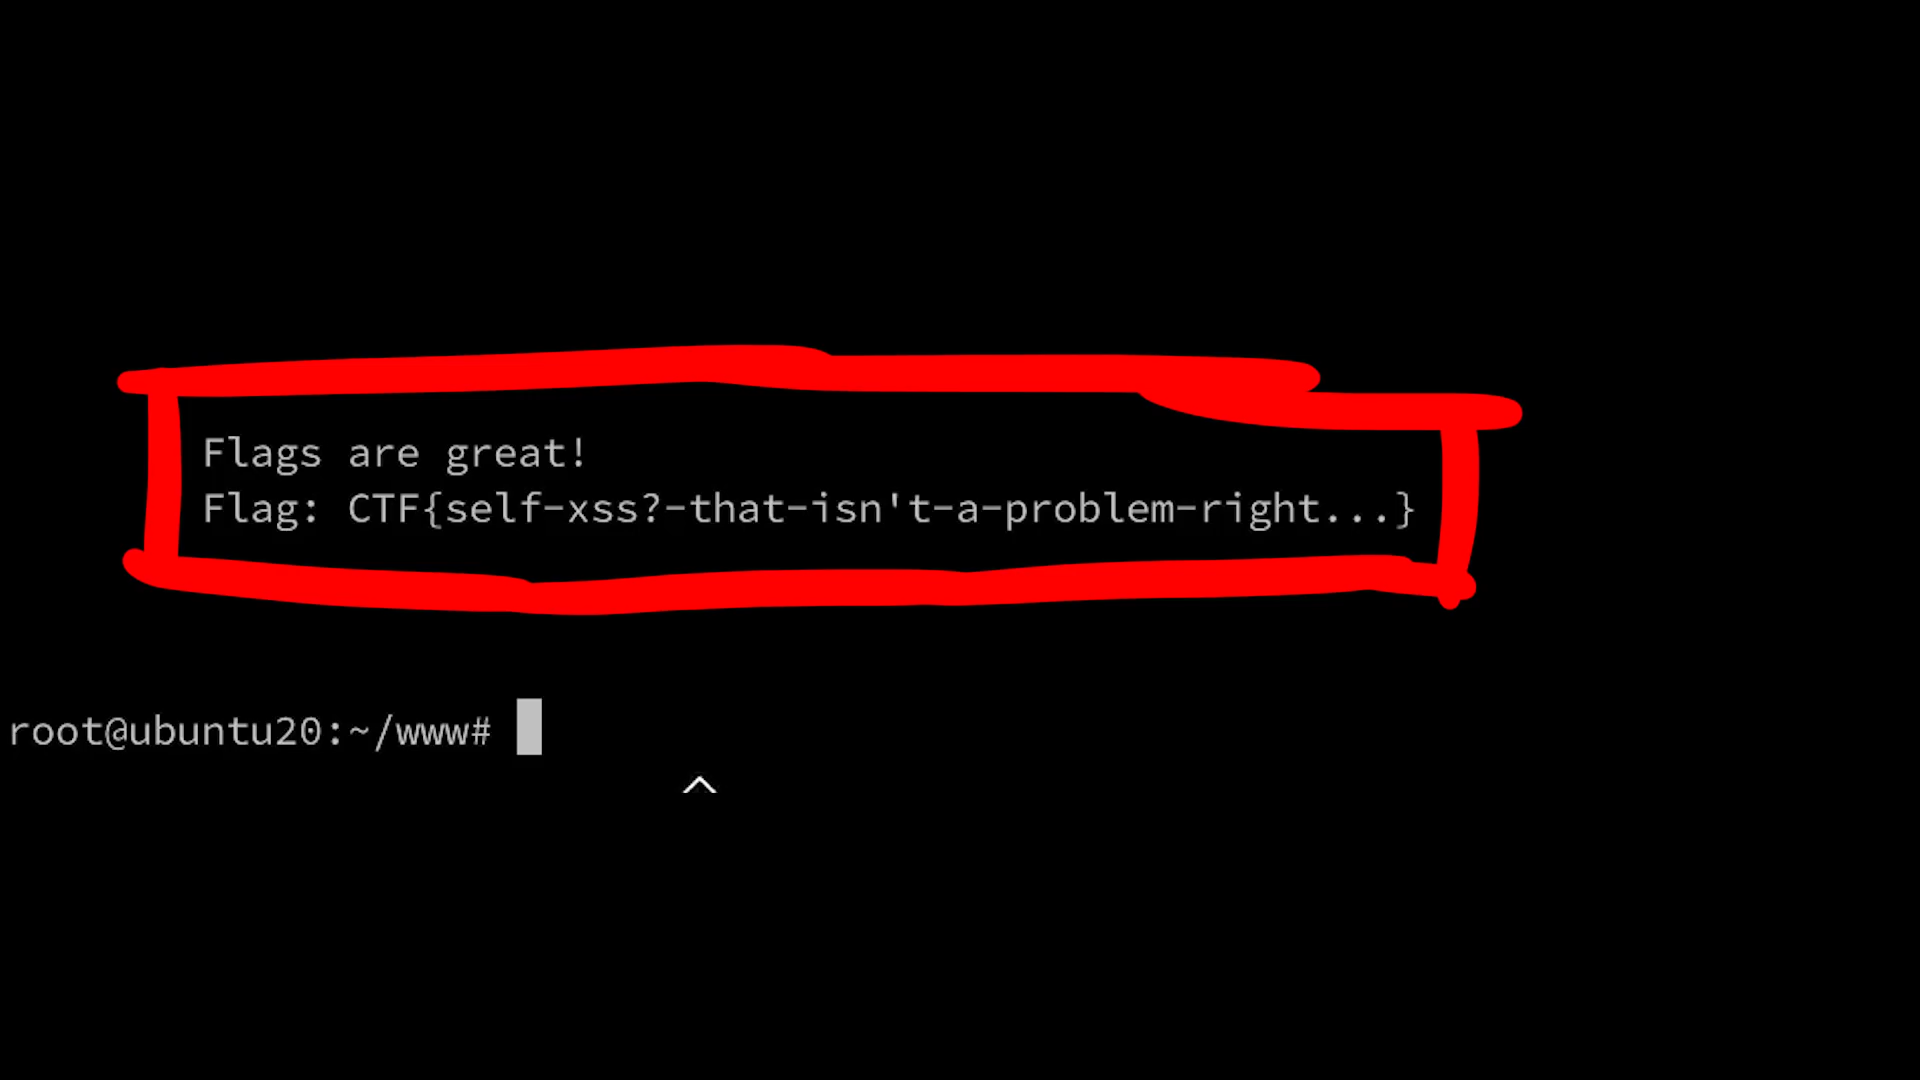 Flags are great!
Flag: CTF{self-xss?-that-isn't-a-problem-right...}
root@ubuntu20:~/www#